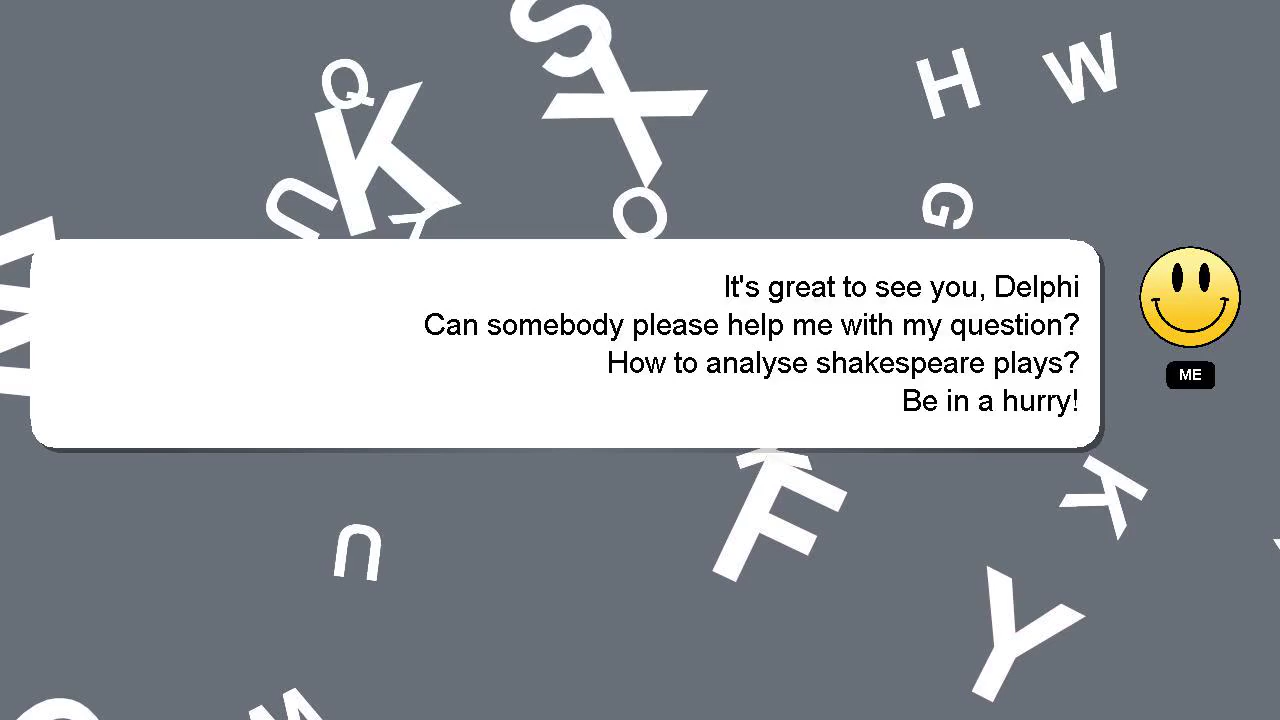 It's great to see you, Delphi
Can somebody please help me with my question?
How to analyse shakespeare plays?
Be in a hurry!
ME
S
Q
K
X
H
W
U
O
G
F
K
U
Y